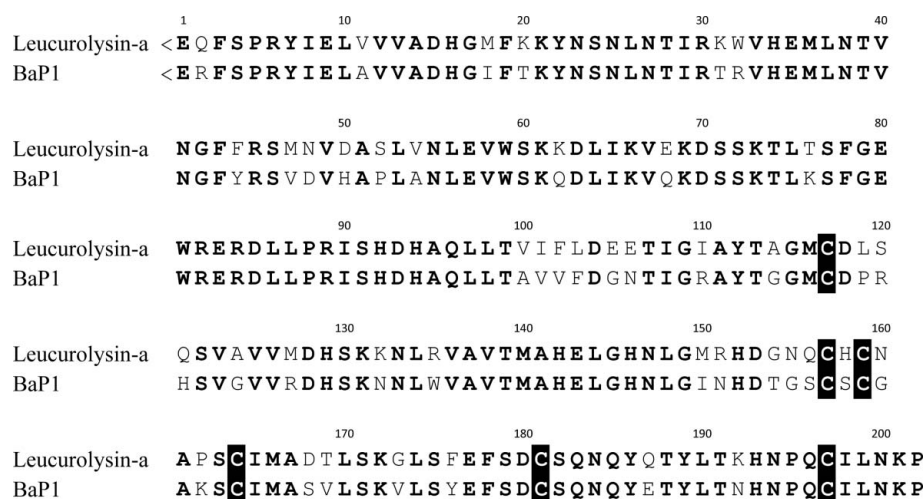 1 10 20 30 40
Leucurolysin-a <EQFSPRYIELVVVADHGMFKKYNSNLNTIRKWVHEMLNTV
BaP1 <ERFSPRYIELAVVADHGIFTKYNSNLNTIRTRVHEMLNTV
50 60 70 80
Leucurolysin-a NGFFRSMNVDASLVNLEVWSKKDLIKVEKDSSKTLTSFGE
BaP1 NGFYRSVDVHAPLANLEVWSKQDLIKVQKDSSKTLKSFGE
90 100 110 120
Leucurolysin-a WRERDLLPRISHDHAQLLTVIFLDEETIGIAYTAGMCDLS
BaP1 WRERDLLPRISHDHAQLLTAVVFDGNTIGRAYTGGMCDPR
130 140 150 160
Leucurolysin-a QSVAVVMDHSKKNLRVAVTMAHELGHNLGMRHDGNQCHCN
BaP1 HSVGVVRDHSKNNLWVAVTMAHELGHNLGINHDTGSCSCG
170 180 190 200
Leucurolysin-a APSCIMADTLSKGLSFEFSDCSQNQYQTYLTKHNPQCILNKP
BaP1 AKSCIMASVLSKVLSYEFSDCSQNQYETYLTNHNPQCILNKP